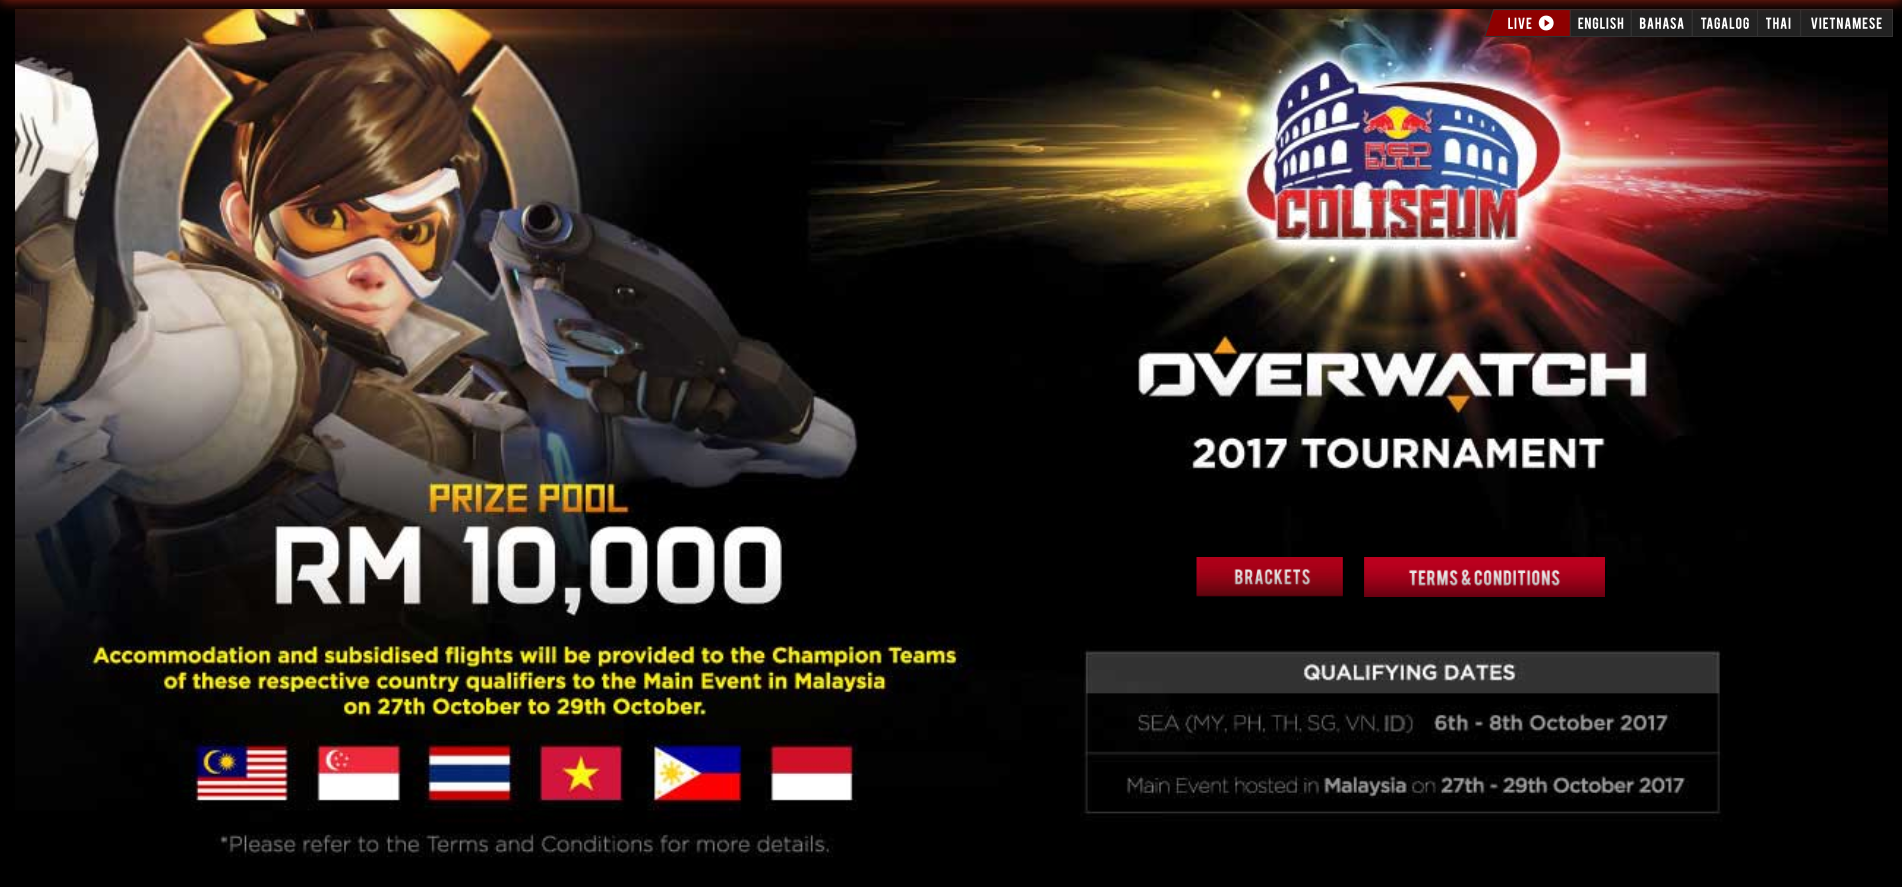 LIVE ENGLISH BAHASA TAGALOG THAI VIETNAMESE
RED
BULL
COLISEUM
OVERWATCH
2017 TOURNAMENT
PRIZE POOL
RM 10,000
Accommodation and subsidised flights will be provided to the Champion Teams
of these respective country qualifiers to the Main Event in Malaysia
on 27th October to 29th October.
*Please refer to the Terms and Conditions for more details.
BRACKETS TERMS & CONDITIONS
QUALIFYING DATES
SEA (MY, PH, TH, SG, VN, ID) 6th - 8th October 2017
Main Event hosted in Malaysia on 27th - 29th October 2017